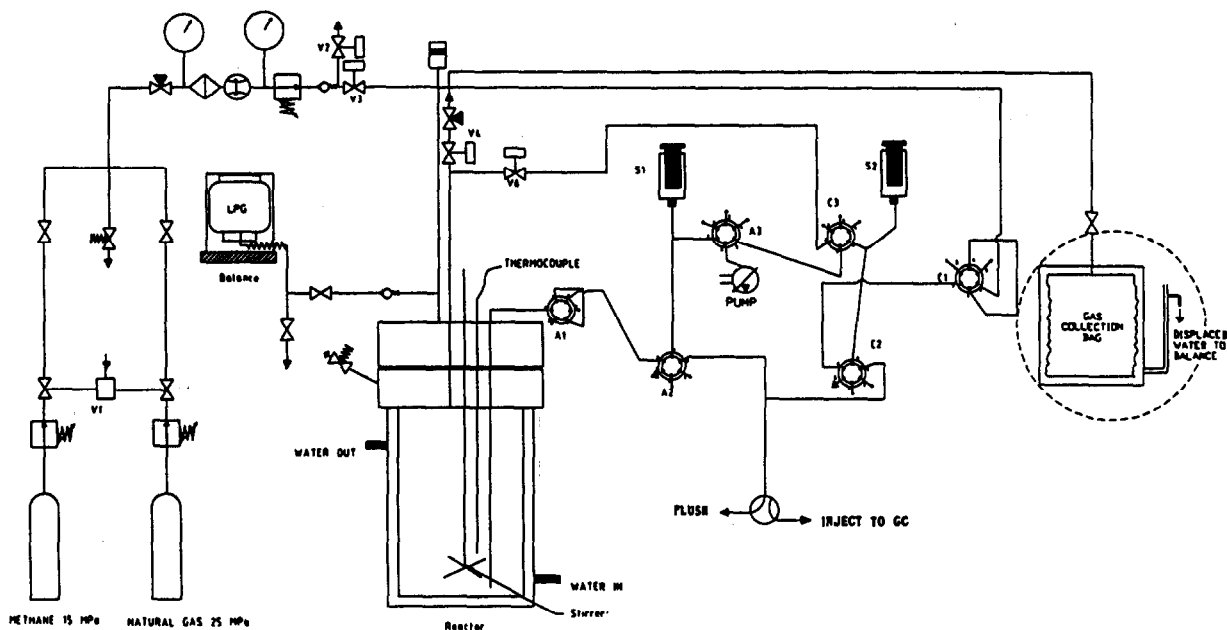 V2
V3
V4
V6
S1
S2
LPG
Balance
A3
C3
C1
PUMP
THERMOCOUPLE
A1
A2
C2
GAS
COLLECTION
BAG
DISPLACED
WATER TO
BALANCE
V1
WATER OUT
FLUSH
INJECT TO GC
WATER IN
Stirrer
METHANE 15 MPa
NATURAL GAS 25 MPa
Reactor